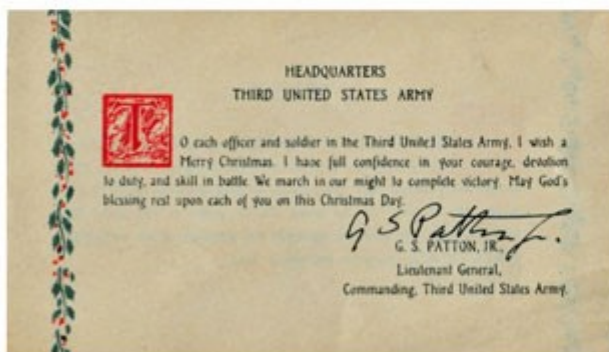 HEADQUARTERS
THIRD UNITED STATES ARMY
TO each officer and soldier in the Third United States Army, I wish a
Merry Christmas. I have full confidence in your courage, devotion
to duty, and skill in battle. We march in our might to complete victory. May God's
blessing rest upon each of you on this Christmas Day.
G S Patton Jr.
G. S. PATTON, JR.,
Lieutenant General,
Commanding, Third United States Army.